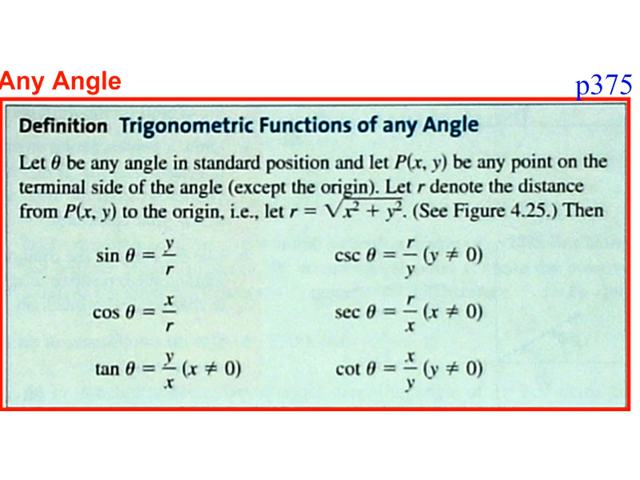 Any Angle
p375
Definition Trigonometric Functions of any Angle
Let θ be any angle in standard position and let P(x, y) be any point on the
terminal side of the angle (except the origin). Let r denote the distance
from P(x, y) to the origin, i.e., let r = √x² + y². (See Figure 4.25.) Then
sin θ = y/r csc θ = r/y (y ≠ 0)
cos θ = x/r sec θ = r/x (x ≠ 0)
tan θ = y/x (x ≠ 0) cot θ = x/y (y ≠ 0)